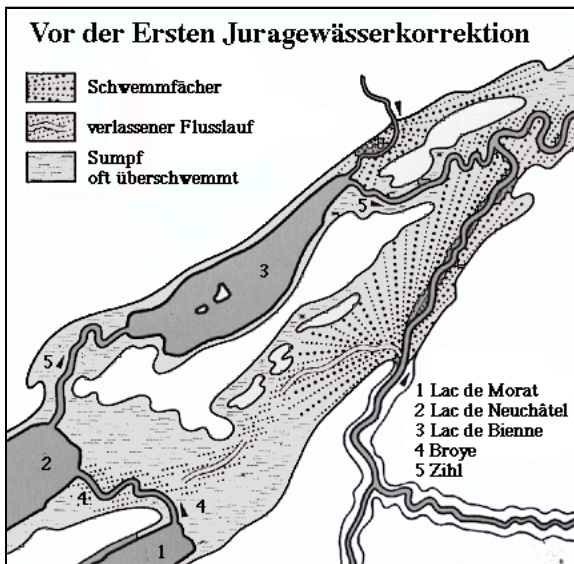 Vor der Ersten Juragewässerkorrektion
Schwemmfächer
verlassener Flusslauf
Sumpf
oft überschwemmt
5
3
5
2
4
4
1
1 Lac de Morat
2 Lac de Neuchâtel
3 Lac de Bienne
4 Broye
5 Zihl